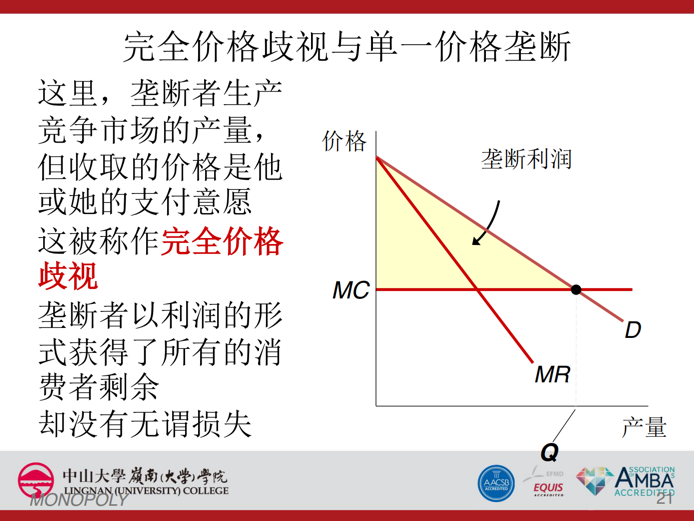 完全价格歧视与单一价格垄断
这里，垄断者生产
竞争市场的产量，
但收取的价格是他
或她的支付意愿
这被称作完全价格
歧视
垄断者以利润的形
式获得了所有的消
费者剩余
却没有无谓损失
价格
垄断利润
MC
D
MR
产量
Q
中山大學嶺南(大學)學院
LINGNAN (UNIVERSITY) COLLEGE
MONOPOLY
AACSB
ACCREDITED
EFMD
EQUIS
ACCREDITED
ASSOCIATION
AMBA
ACCREDITED
21